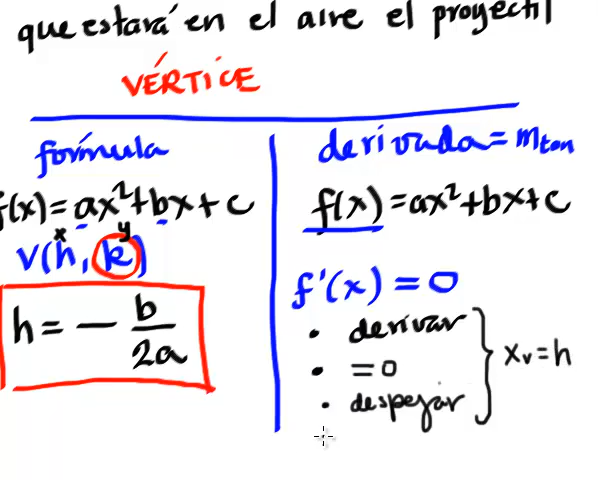 que estará en el aire el proyectil
VÉRTICE
fórmula
f(x) = ax²+bx+c
x y
V(h, k)
h = - b/2a
derivada = m tan
f(x) = ax²+bx+c
f'(x) = 0
• derivar
• = 0
• despejar
xᵥ = h